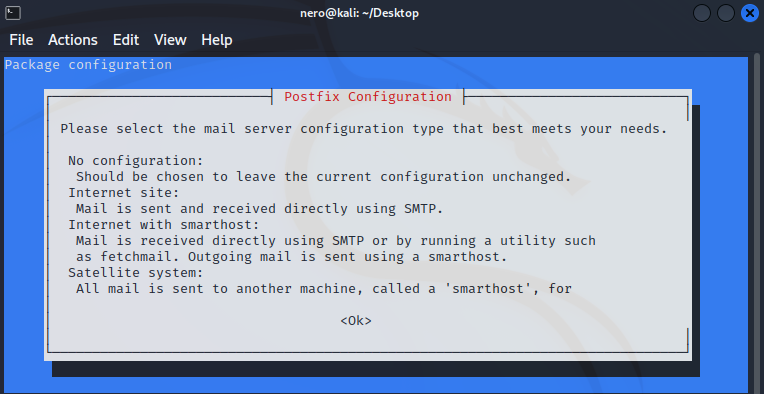 nero@kali: ~/Desktop
File Actions Edit View Help
Package configuration
Postfix Configuration
Please select the mail server configuration type that best meets your needs.
No configuration:
Should be chosen to leave the current configuration unchanged.
Internet site:
Mail is sent and received directly using SMTP.
Internet with smarthost:
Mail is received directly using SMTP or by running a utility such
as fetchmail. Outgoing mail is sent using a smarthost.
Satellite system:
All mail is sent to another machine, called a 'smarthost', for
<Ok>